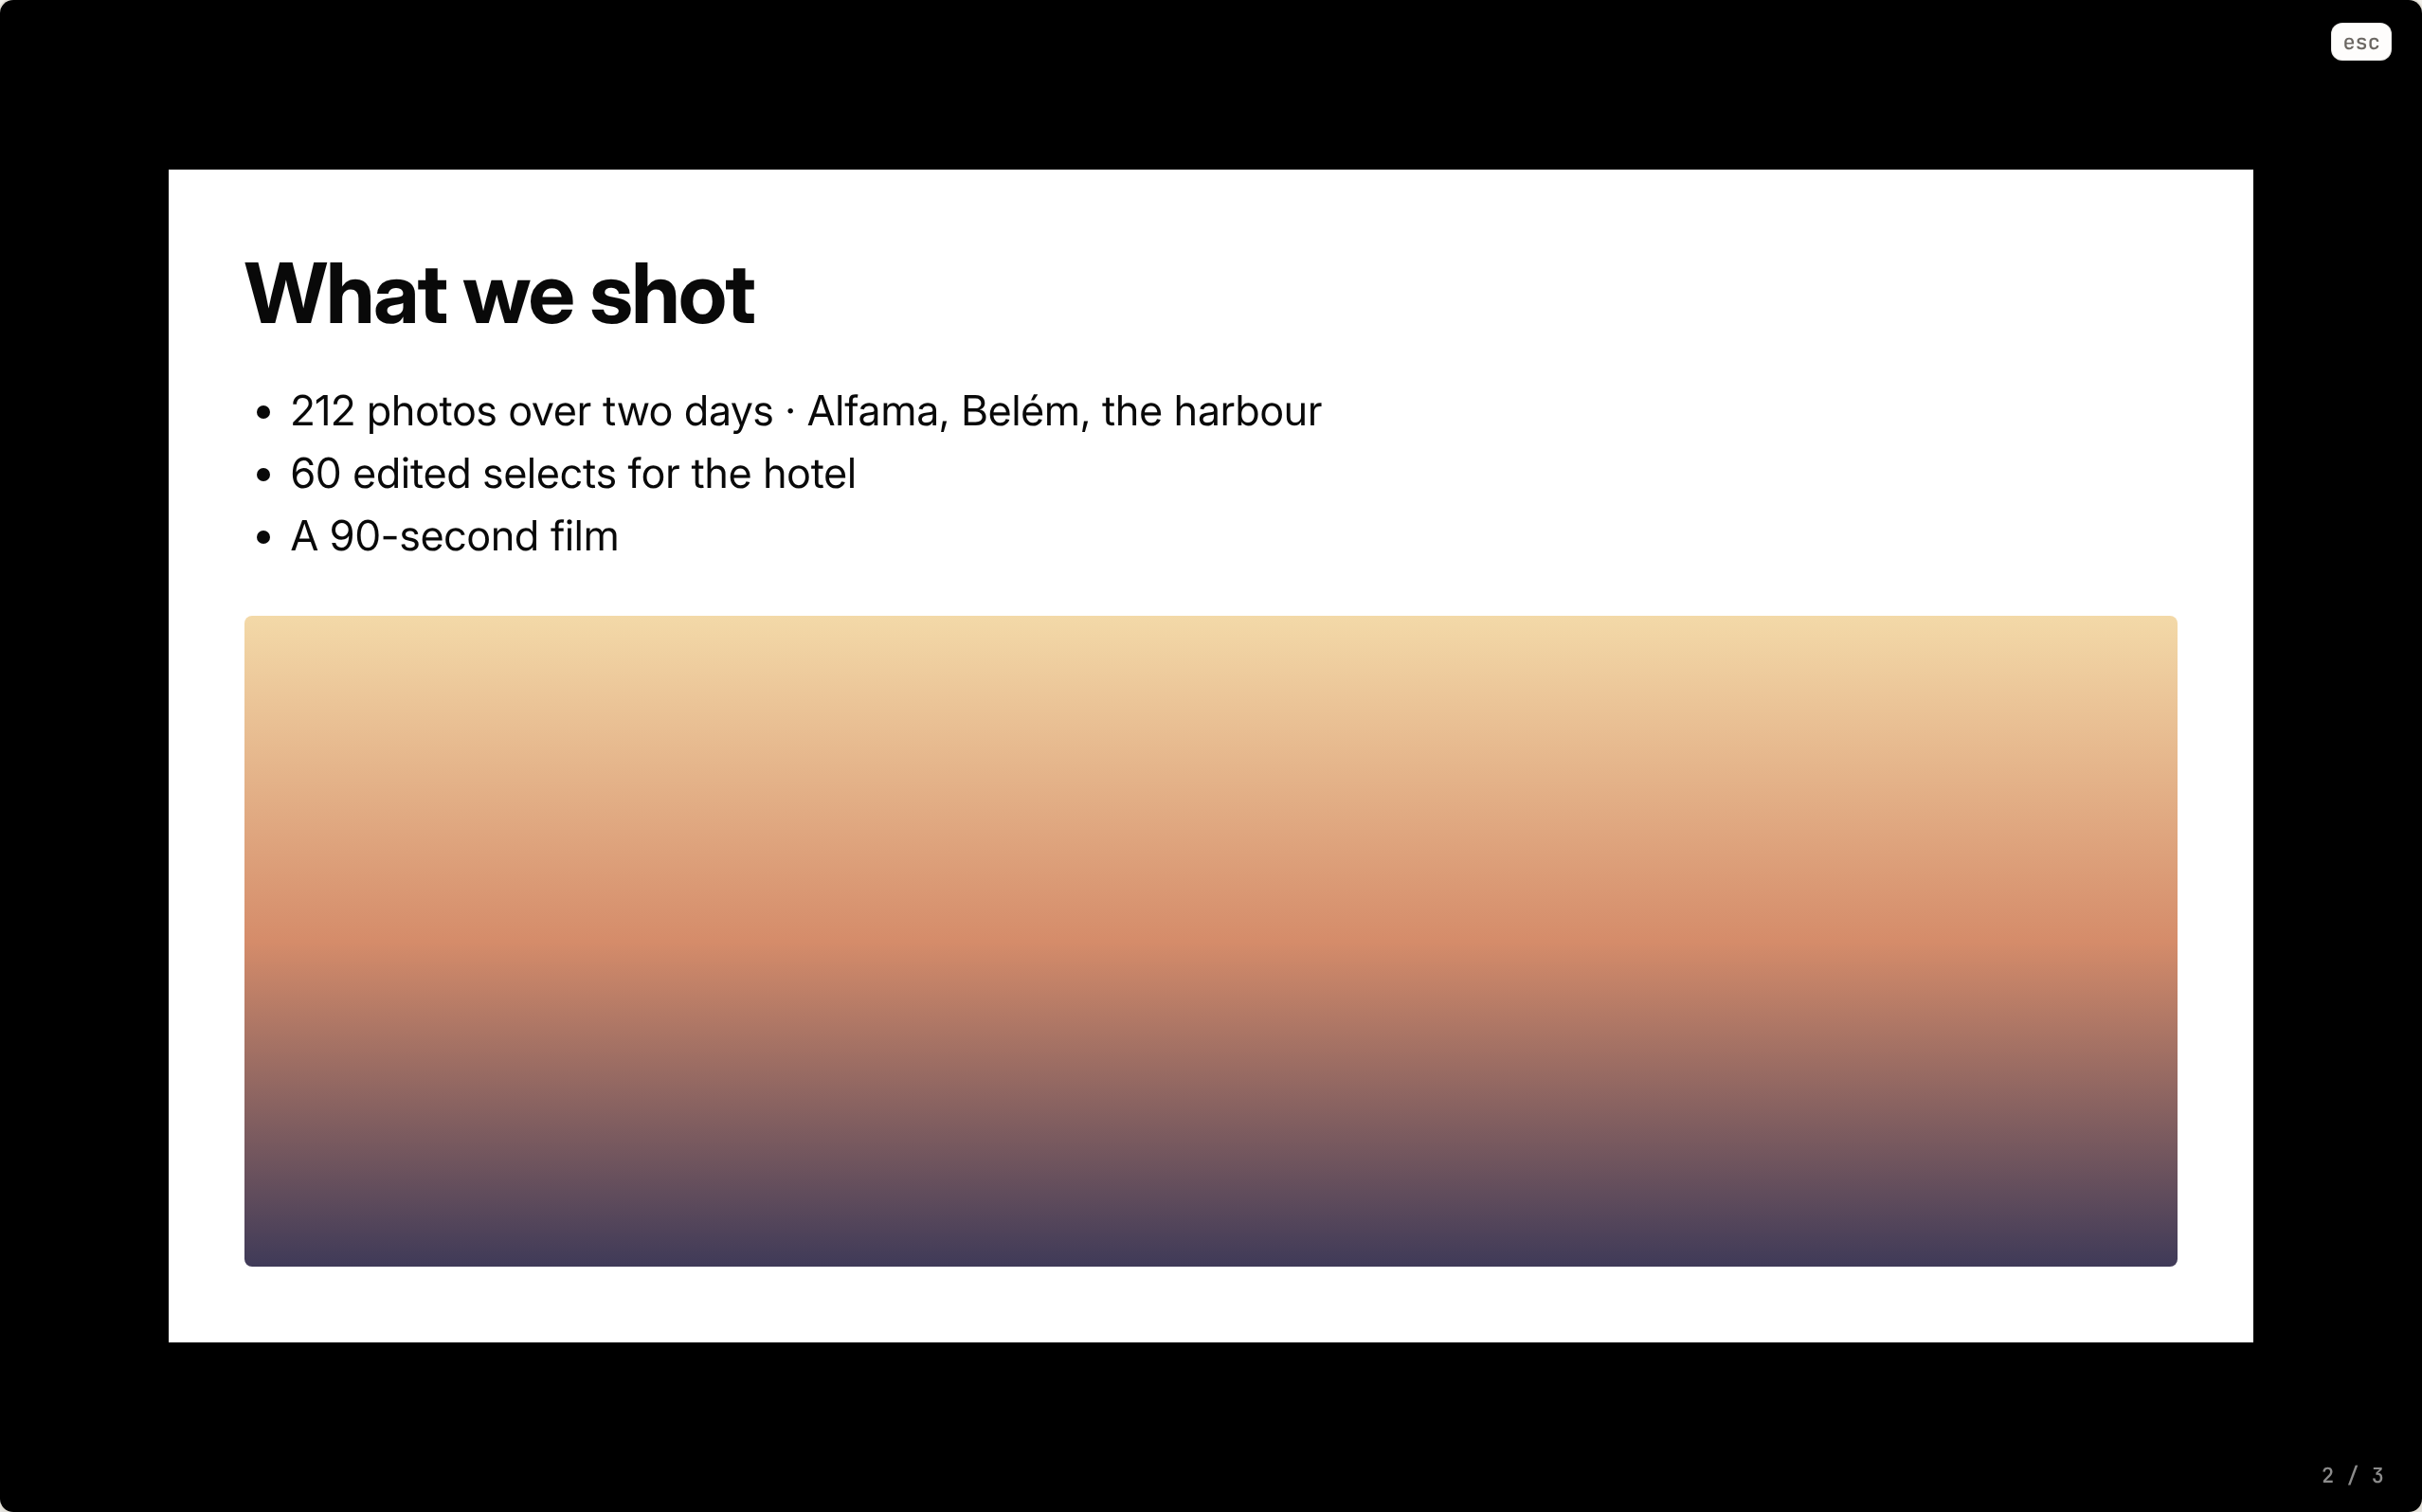 esc
What we shot
• 212 photos over two days · Alfama, Belém, the harbour
• 60 edited selects for the hotel
• A 90-second film
2 / 3